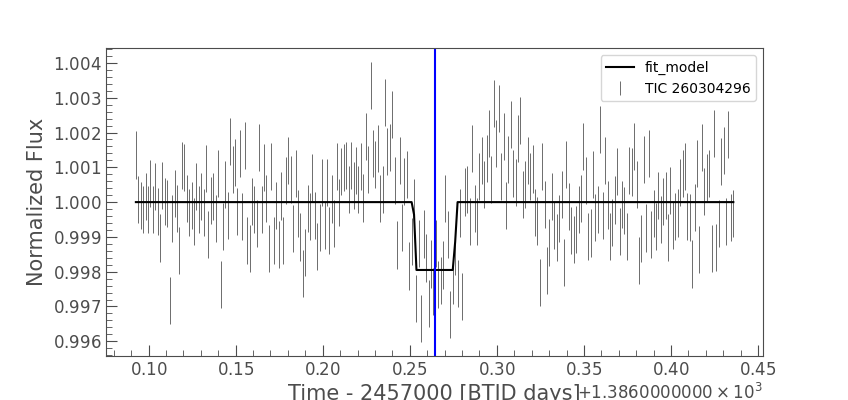 fit_model
TIC 260304296
Normalized Flux
1.004
1.003
1.002
1.001
1.000
0.999
0.998
0.997
0.996
0.10 0.15 0.20 0.25 0.30 0.35 0.40 0.45
Time - 2457000 [BTJD days]
+1.3860000000 × 10³